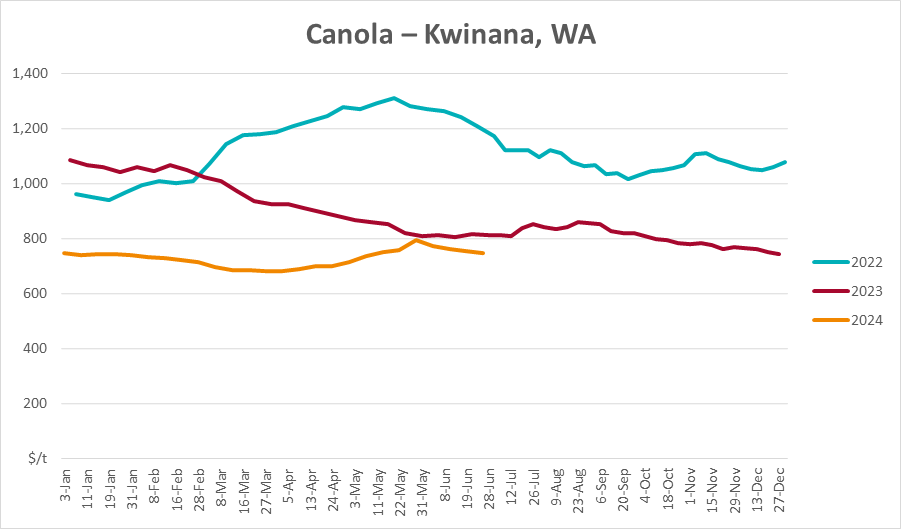 Canola – Kwinana, WA
1,400
1,200
1,000
800
600
400
200
$/t
3-Jan
11-Jan
19-Jan
31-Jan
8-Feb
16-Feb
28-Feb
8-Mar
16-Mar
27-Mar
5-Apr
13-Apr
24-Apr
3-May
11-May
22-May
31-May
8-Jun
19-Jun
28-Jun
12-Jul
26-Jul
9-Aug
23-Aug
6-Sep
20-Sep
4-Oct
18-Oct
1-Nov
15-Nov
29-Nov
13-Dec
27-Dec
2022
2023
2024